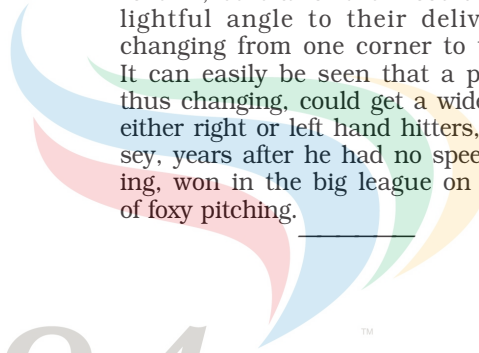 lightful angle to their deliv
changing from one corner to
It can easily be seen that a p
thus changing, could get a wide
either right or left hand hitters,
sey, years after he had no spee
ing, won in the big league on
of foxy pitching.
TM